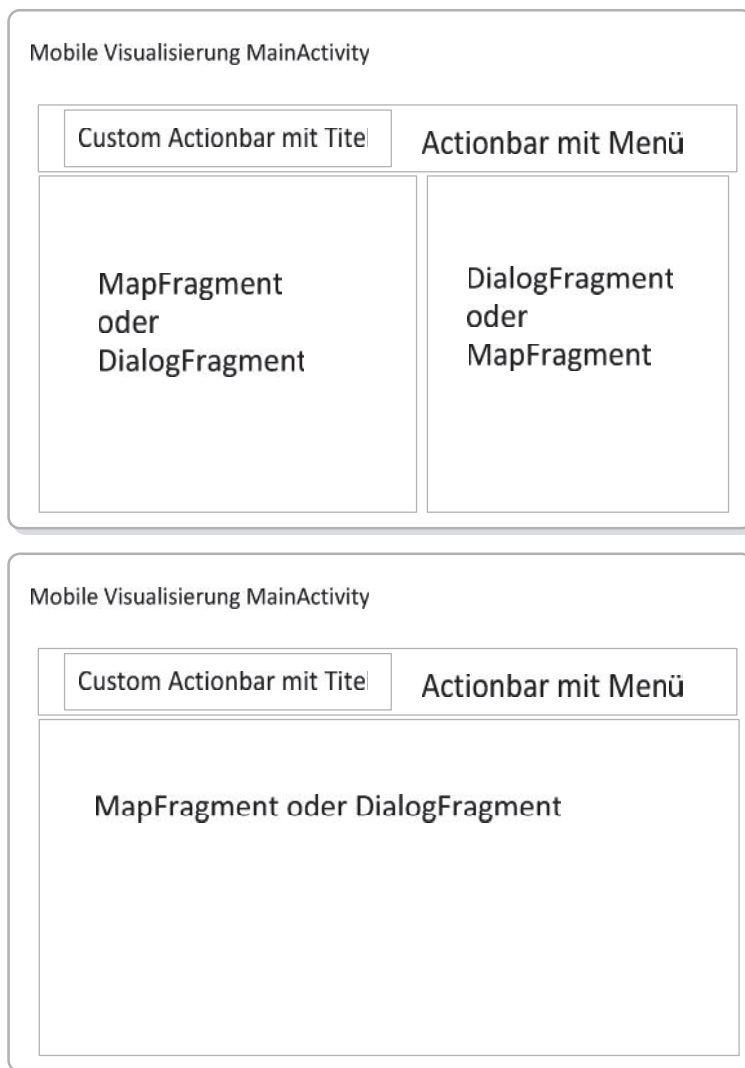 Mobile Visualisierung MainActivity
Custom Actionbar mit Titel
Actionbar mit Menü
MapFragment
oder
DialogFragment
DialogFragment
oder
MapFragment
Mobile Visualisierung MainActivity
Custom Actionbar mit Titel
Actionbar mit Menü
MapFragment oder DialogFragment